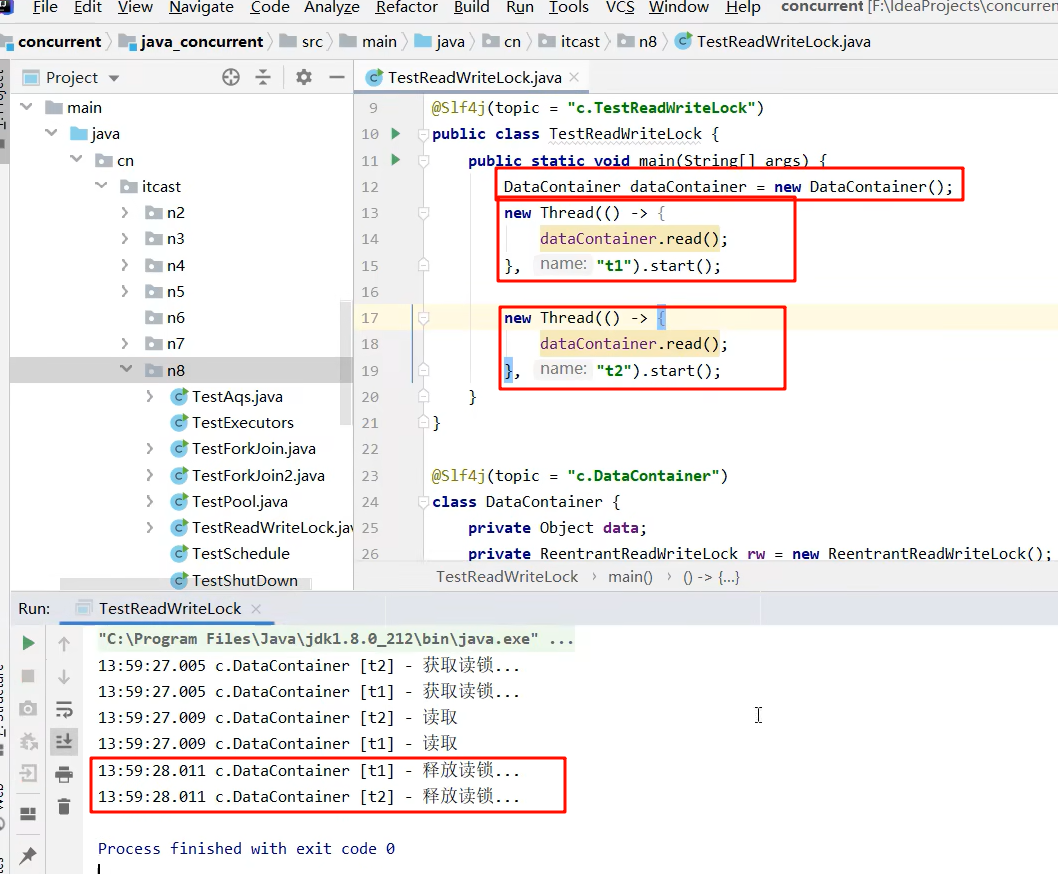 File Edit View Navigate Code Analyze Refactor Build Run Tools VCS Window Help concurrent [F:\IdeaProjects\concurren
concurrent java_concurrent src main java cn itcast n8 TestReadWriteLock.java
Project
TestReadWriteLock.java
main
java
cn
itcast
n2
n3
n4
n5
n6
n7
n8
TestAqs.java
TestExecutors
TestForkJoin.java
TestForkJoin2.java
TestPool.java
TestReadWriteLock.jav
TestSchedule
TestShutDown
9 @Slf4j(topic = "c.TestReadWriteLock")
10 public class TestReadWriteLock {
11 public static void main(String[] args) {
12 DataContainer dataContainer = new DataContainer();
13 new Thread(() -> {
14 dataContainer.read();
15 }, name: "t1").start();
16
17 new Thread(() -> {
18 dataContainer.read();
19 }, name: "t2").start();
20 }
21 }
22
23 @Slf4j(topic = "c.DataContainer")
24 class DataContainer {
25 private Object data;
26 private ReentrantReadWriteLock rw = new ReentrantReadWriteLock();
TestReadWriteLock › main() › () -> {...}
Run: TestReadWriteLock
"C:\Program Files\Java\jdk1.8.0_212\bin\java.exe" ...
13:59:27.005 c.DataContainer [t2] - 获取读锁...
13:59:27.005 c.DataContainer [t1] - 获取读锁...
13:59:27.009 c.DataContainer [t2] - 读取
13:59:27.009 c.DataContainer [t1] - 读取
13:59:28.011 c.DataContainer [t1] - 释放读锁...
13:59:28.011 c.DataContainer [t2] - 释放读锁...
Process finished with exit code 0